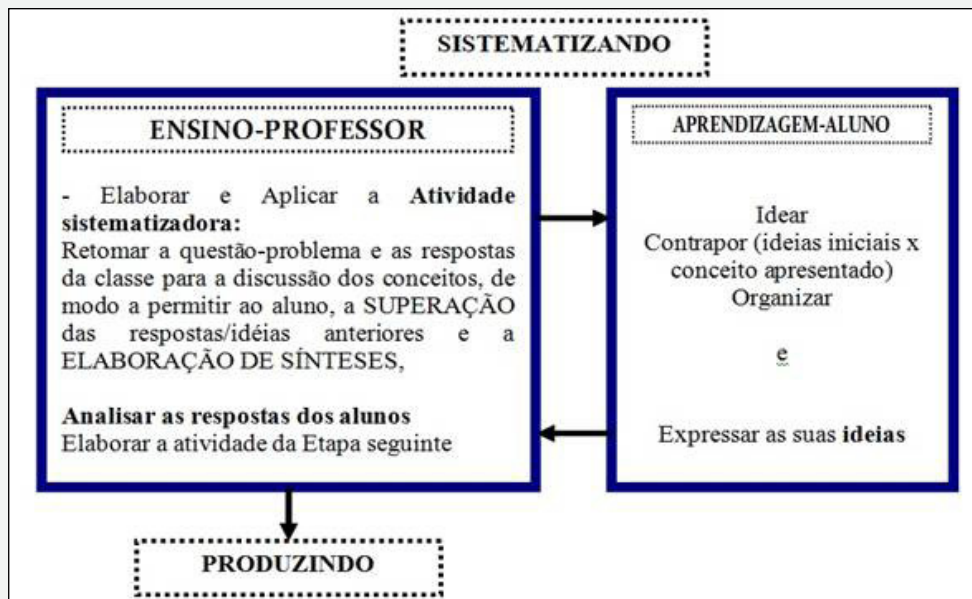 SISTEMATIZANDO
ENSINO-PROFESSOR
- Elaborar e Aplicar a Atividade
sistematizadora:
Retomar a questão-problema e as respostas
da classe para a discussão dos conceitos, de
modo a permitir ao aluno, a SUPERAÇÃO
das respostas/idéias anteriores e a
ELABORAÇÃO DE SÍNTESES,
Analisar as respostas dos alunos
Elaborar a atividade da Etapa seguinte
APRENDIZAGEM-ALUNO
Idear
Contrapor (ideias iniciais x
conceito apresentado)
Organizar
e
Expressar as suas ideias
PRODUZINDO